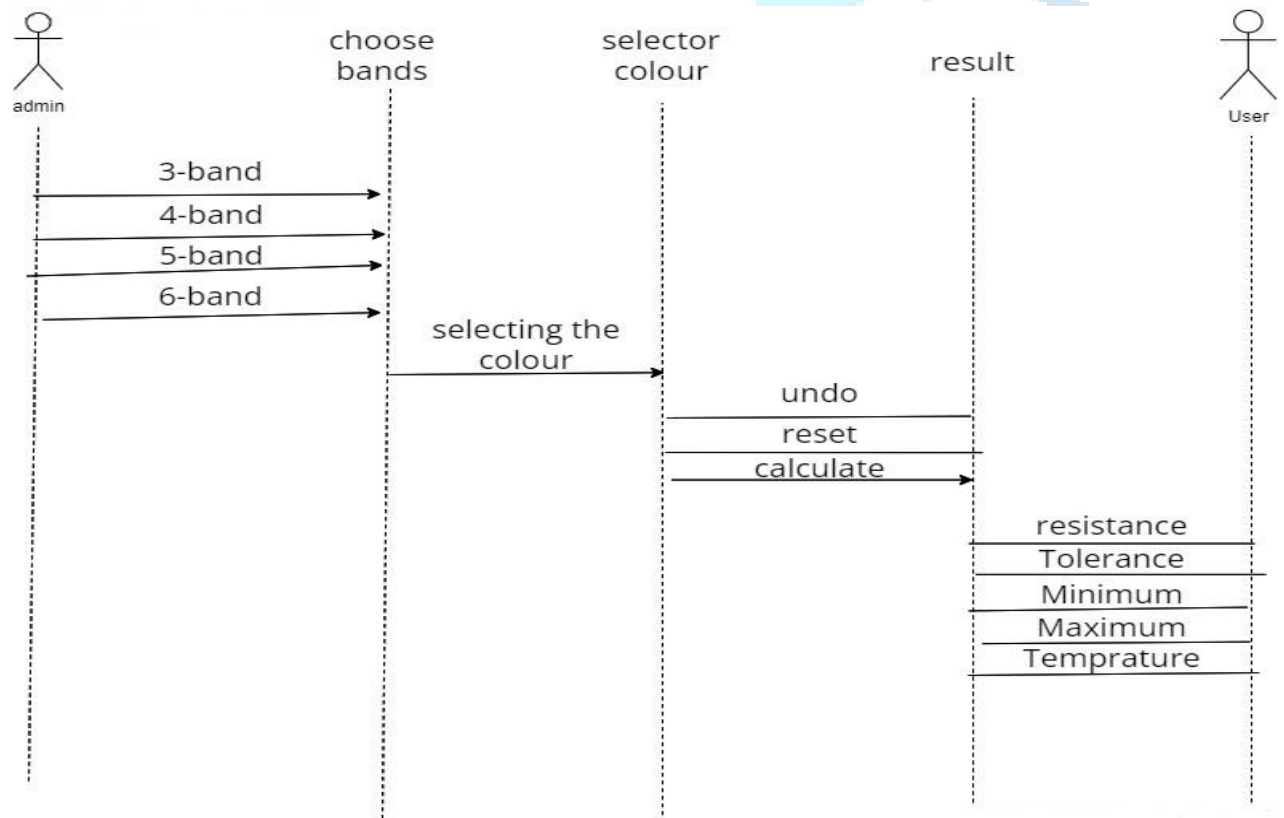 admin
choose
bands
selector
colour
result
User
3-band
4-band
5-band
6-band
selecting the
colour
undo
reset
calculate
resistance
Tolerance
Minimum
Maximum
Temprature